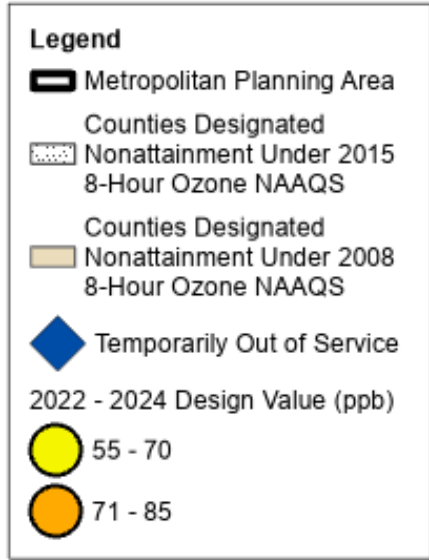 Legend
Metropolitan Planning Area
Counties Designated
Nonattainment Under 2015
8-Hour Ozone NAAQS
Counties Designated
Nonattainment Under 2008
8-Hour Ozone NAAQS
Temporarily Out of Service
2022 - 2024 Design Value (ppb)
55 - 70
71 - 85